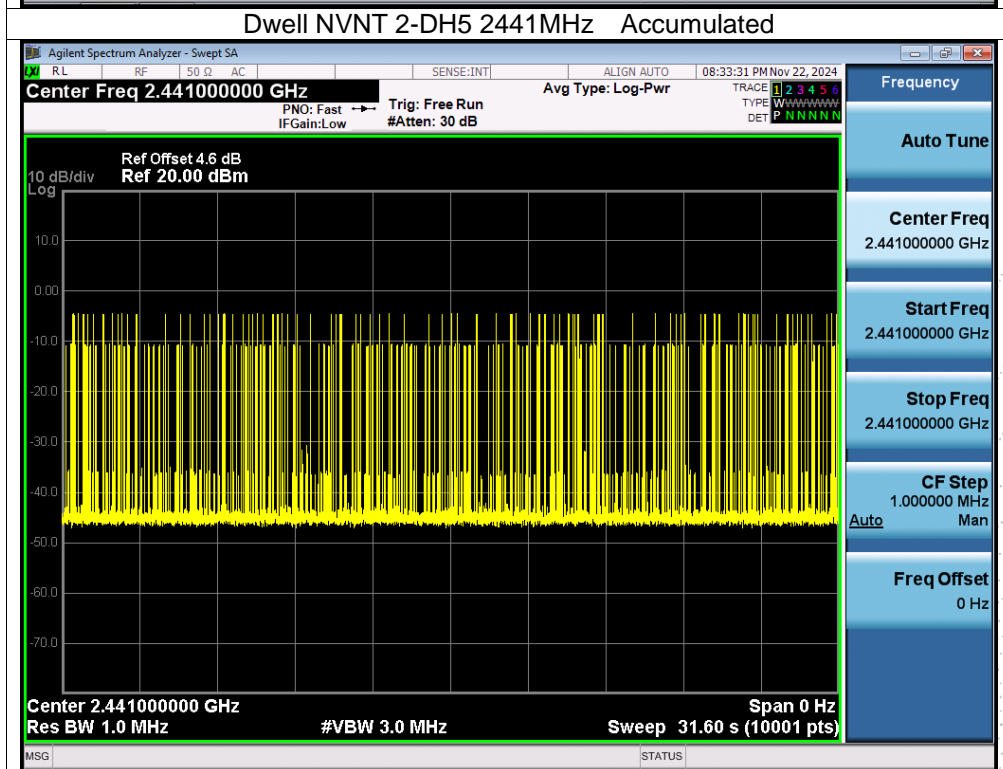 Dwell NVNT 2-DH5 2441MHz Accumulated
Agilent Spectrum Analyzer - Swept SA
LXI RL RF 50 Ω AC SENSE:INT ALIGN AUTO 08:33:31 PM Nov 22, 2024
Center Freq 2.441000000 GHz
PNO: Fast
IFGain:Low
Trig: Free Run
#Atten: 30 dB
Avg Type: Log-Pwr
TRACE 1 2 3 4 5 6
TYPE WWWWWWW
DET P N N N N N
Ref Offset 4.6 dB
10 dB/div Ref 20.00 dBm
Log
10.0
0.00
-10.0
-20.0
-30.0
-40.0
-50.0
-60.0
-70.0
Center 2.441000000 GHz Span 0 Hz
Res BW 1.0 MHz #VBW 3.0 MHz Sweep 31.60 s (10001 pts)
MSG STATUS
Frequency
Auto Tune
Center Freq
2.441000000 GHz
Start Freq
2.441000000 GHz
Stop Freq
2.441000000 GHz
CF Step
1.000000 MHz
Auto Man
Freq Offset
0 Hz